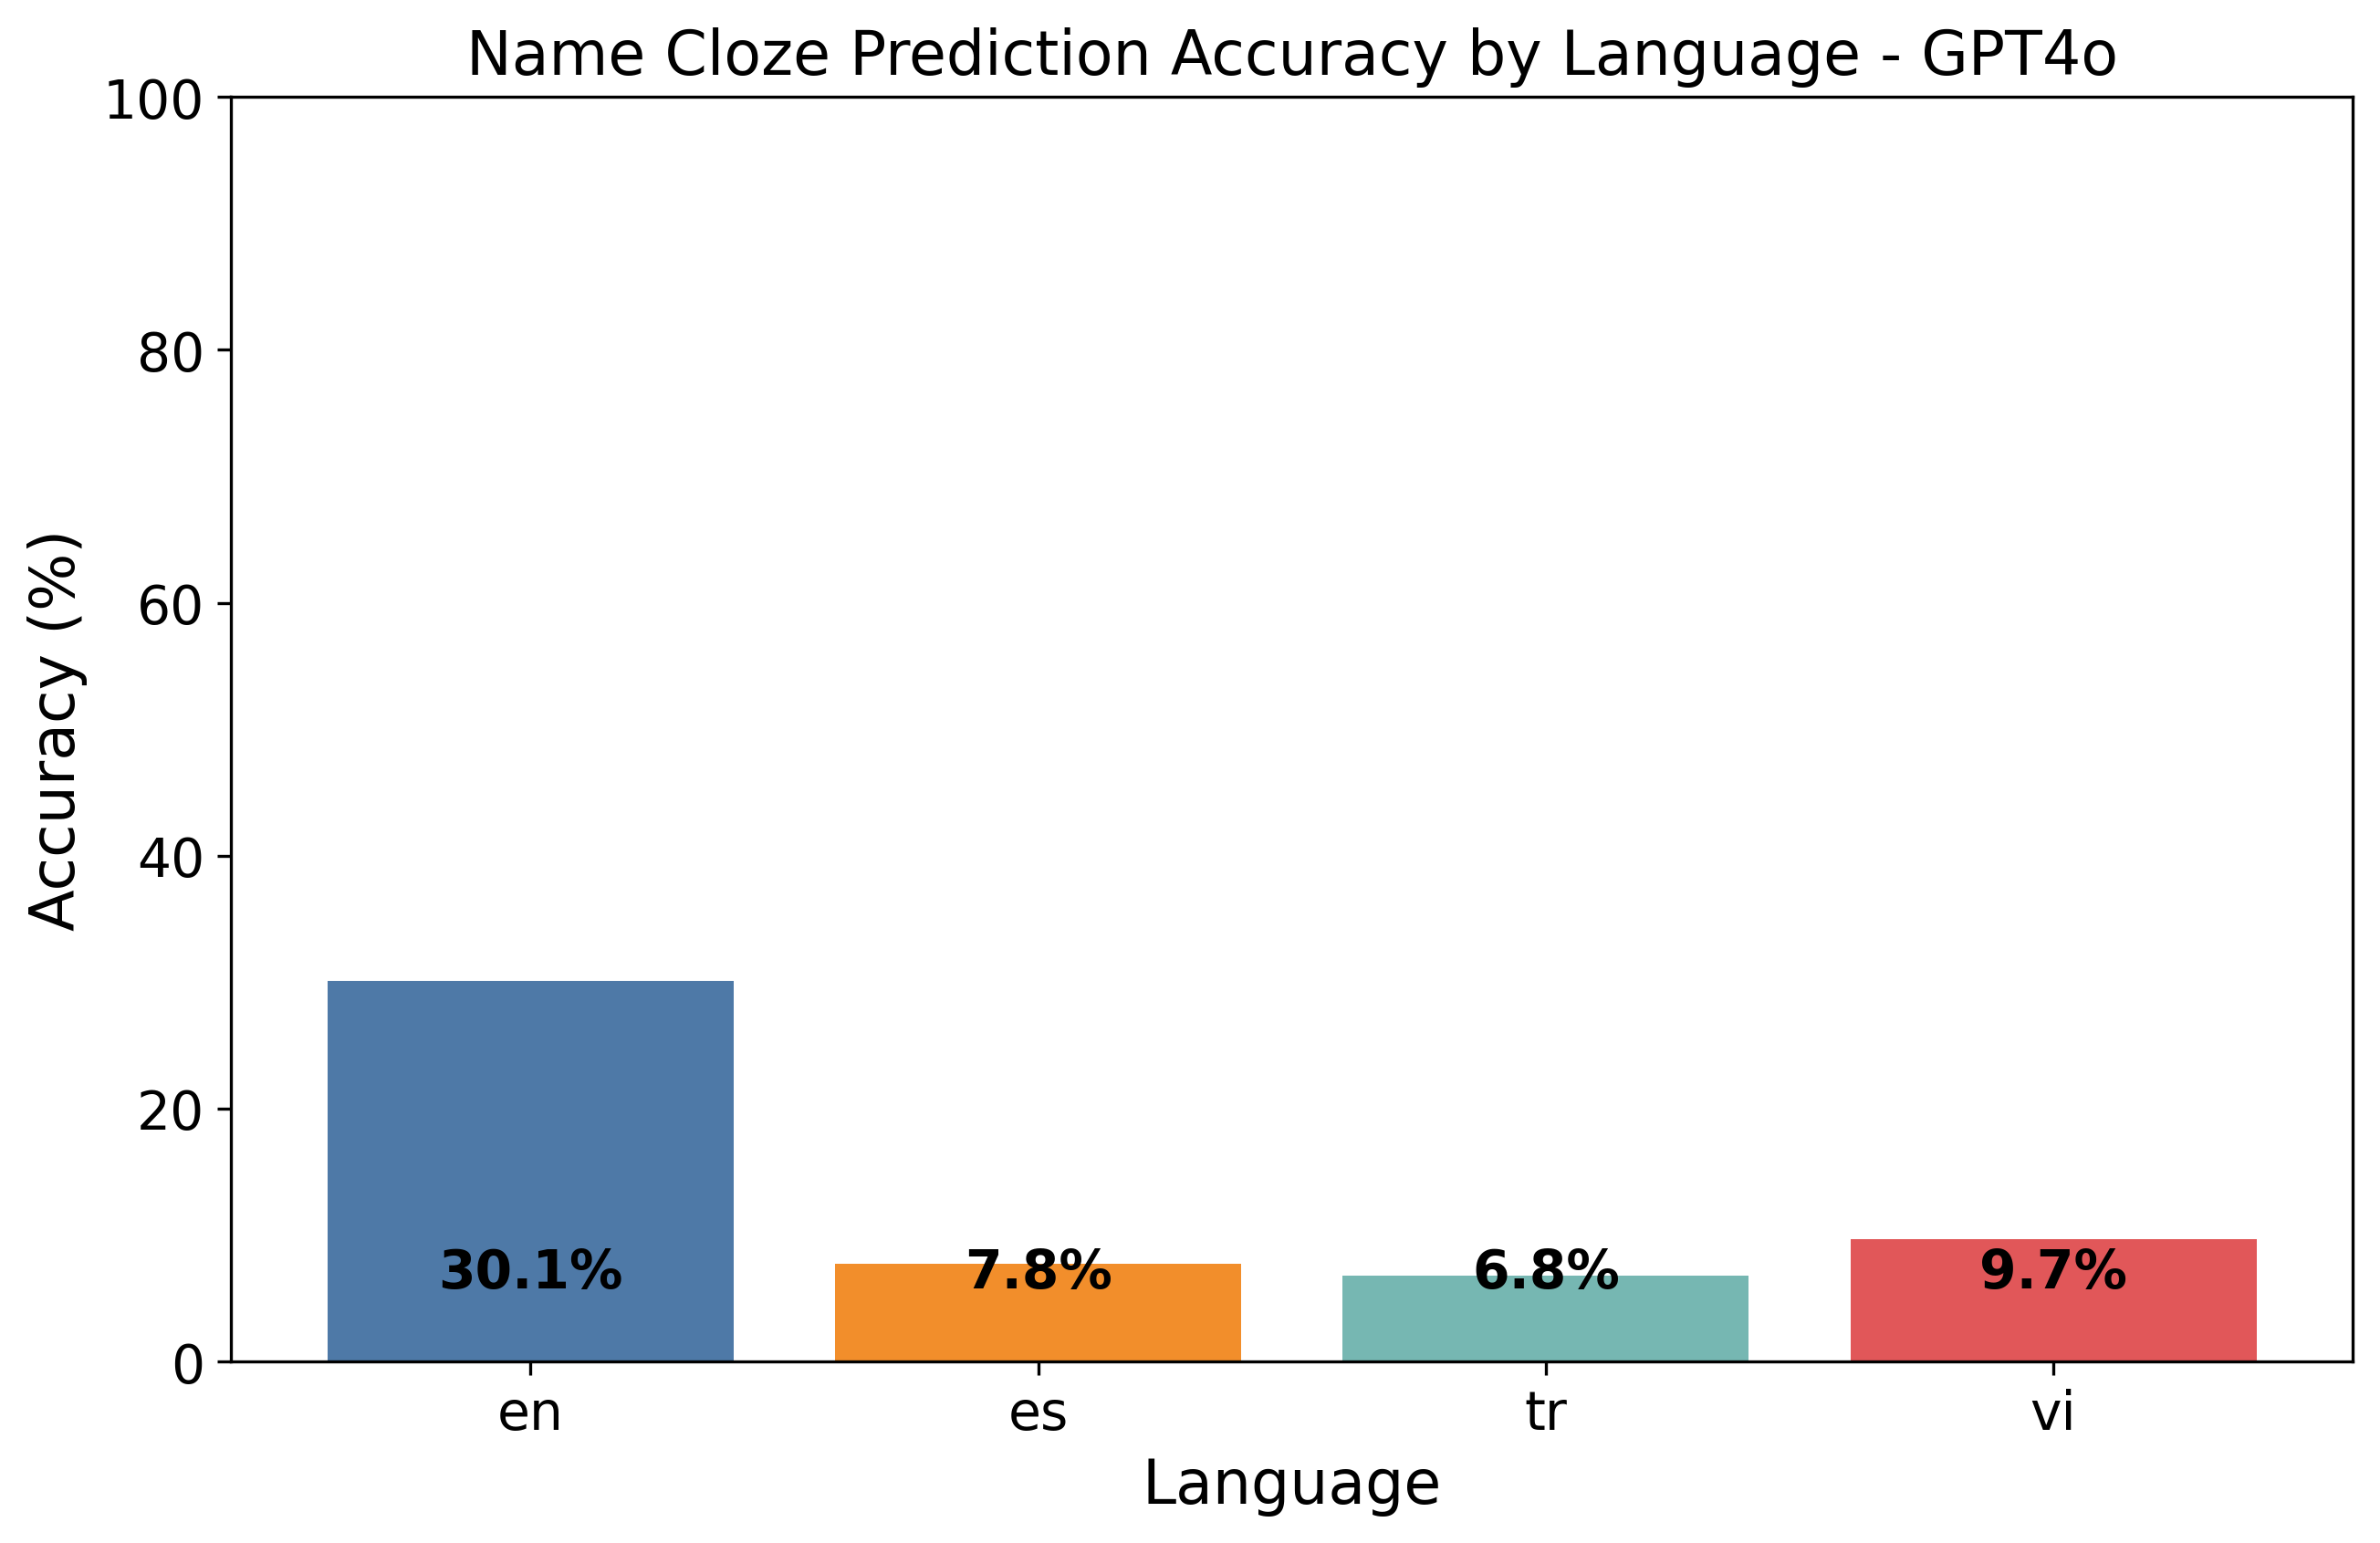 Name Cloze Prediction Accuracy by Language - GPT4o
Accuracy (%)
100
80
60
40
20
0
30.1%
7.8%
6.8%
9.7%
en
es
tr
vi
Language